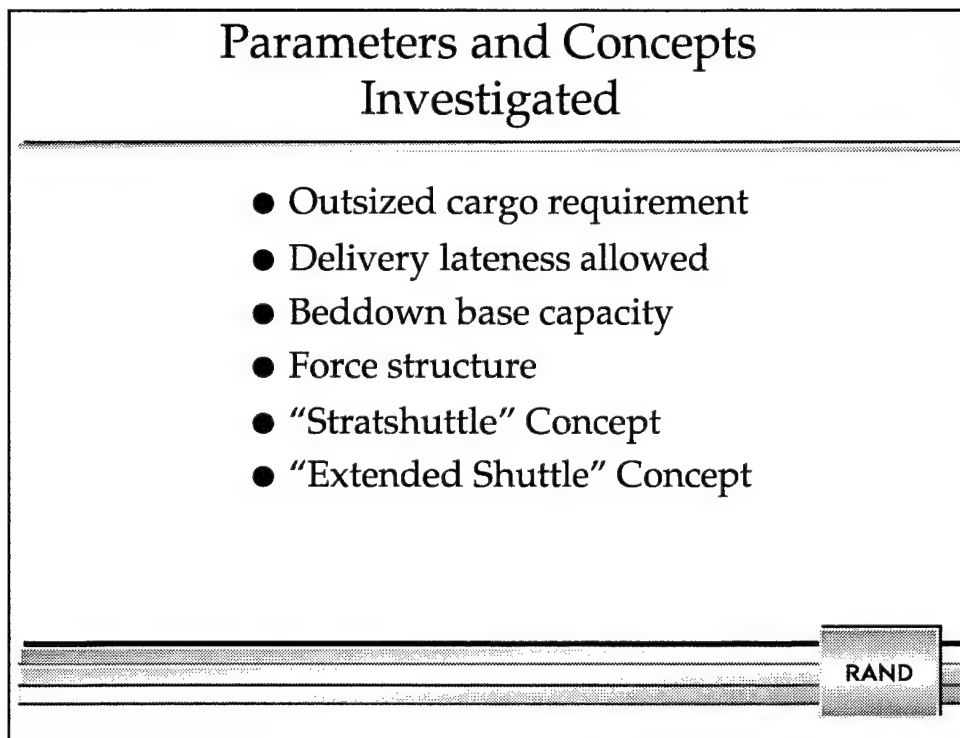 Parameters and Concepts
Investigated
● Outsized cargo requirement
● Delivery lateness allowed
● Beddown base capacity
● Force structure
● “Stratshuttle” Concept
● “Extended Shuttle” Concept
RAND